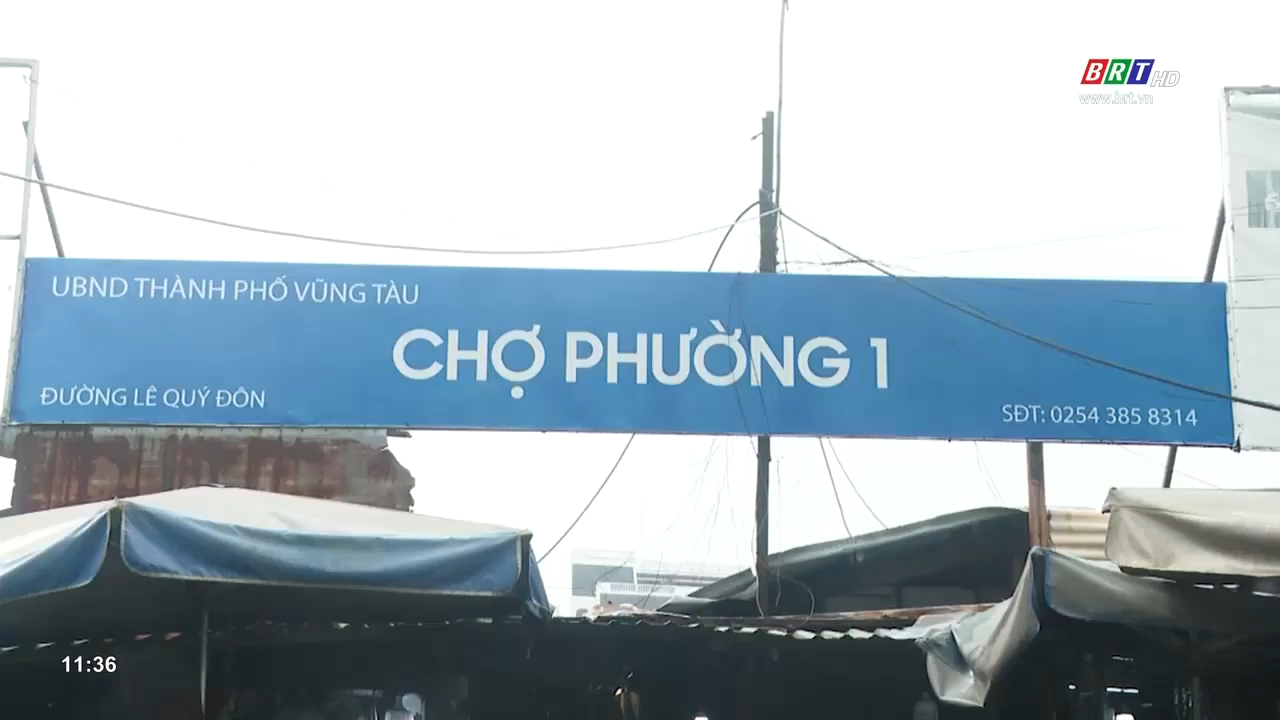 BRT HD
www.brt.vn
UBND THÀNH PHỐ VŨNG TÀU
CHỢ PHƯỜNG 1
ĐƯỜNG LÊ QUÝ ĐÔN
SĐT: 0254 385 8314
11:36